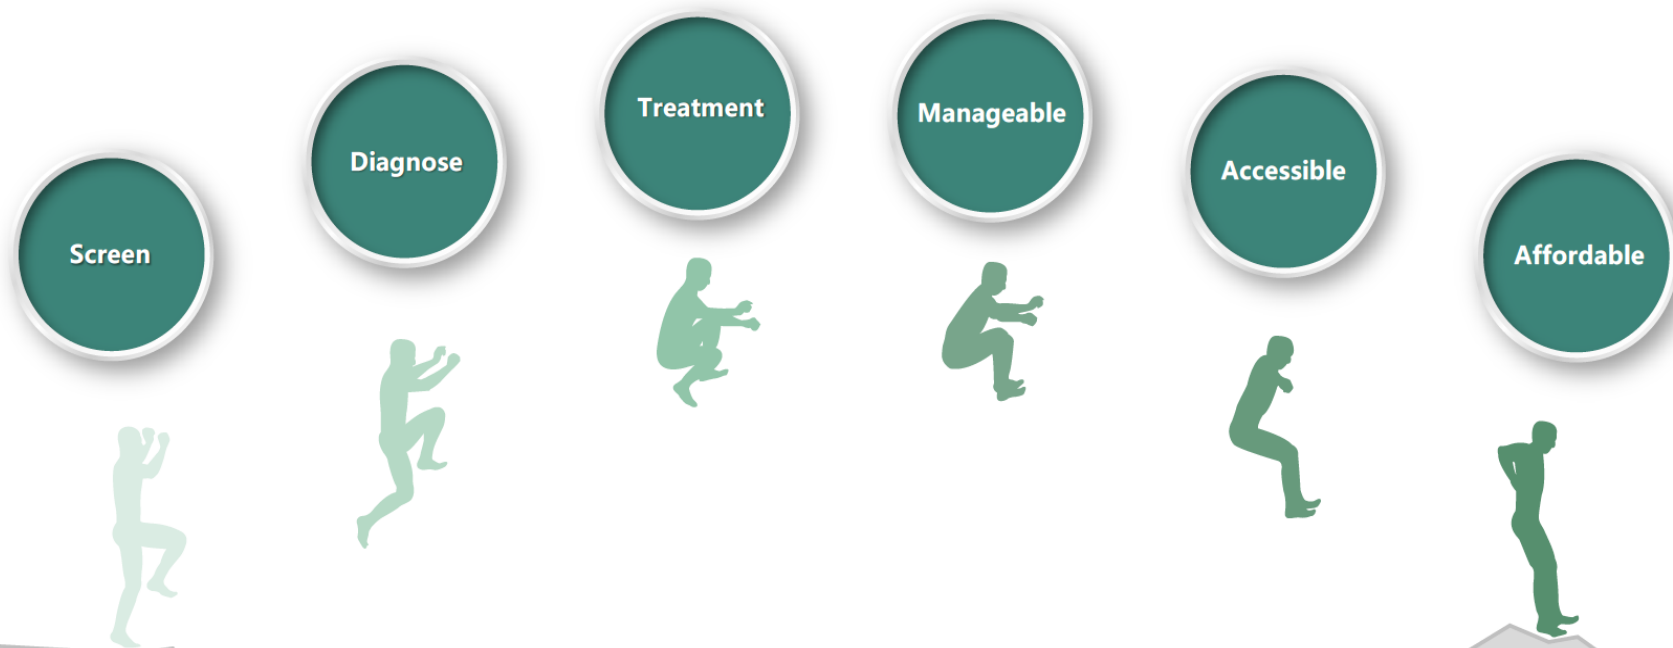 Screen
Diagnose
Treatment
Manageable
Accessible
Affordable